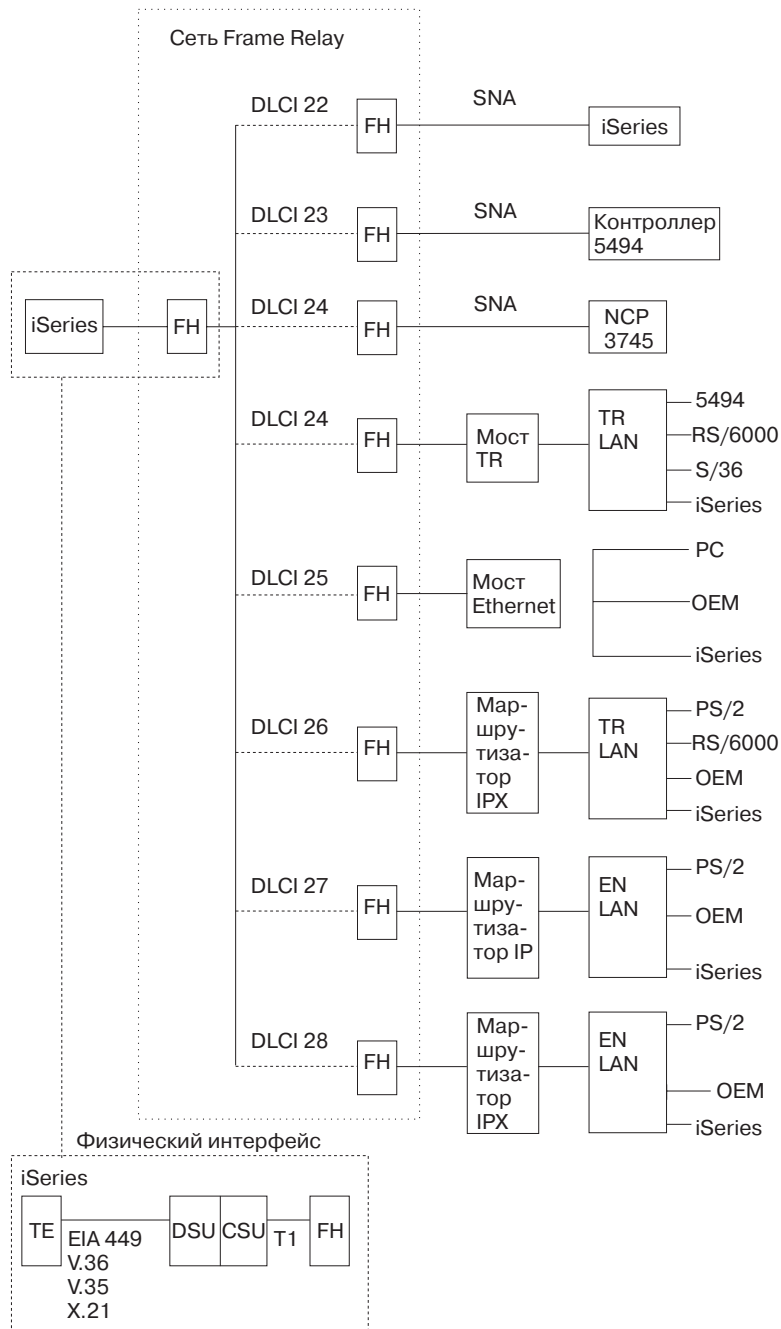 Сеть Frame Relay
DLCI 22
FH
SNA
iSeries
DLCI 23
FH
SNA
Контроллер
5494
iSeries
FH
DLCI 24
FH
SNA
NCP
3745
DLCI 24
FH
Мост
TR
TR
LAN
5494
RS/6000
S/36
iSeries
DLCI 25
FH
Мост
Ethernet
PC
OEM
iSeries
DLCI 26
FH
Мар-
шру-
тиза-
тор
IPX
TR
LAN
PS/2
RS/6000
OEM
iSeries
DLCI 27
FH
Мар-
шру-
тиза-
тор IP
EN
LAN
PS/2
OEM
iSeries
DLCI 28
FH
Мар-
шру-
тиза-
тор
IPX
EN
LAN
PS/2
OEM
iSeries
Физический интерфейс
iSeries
TE
EIA 449
V.36
V.35
X.21
DSU
CSU
T1
FH